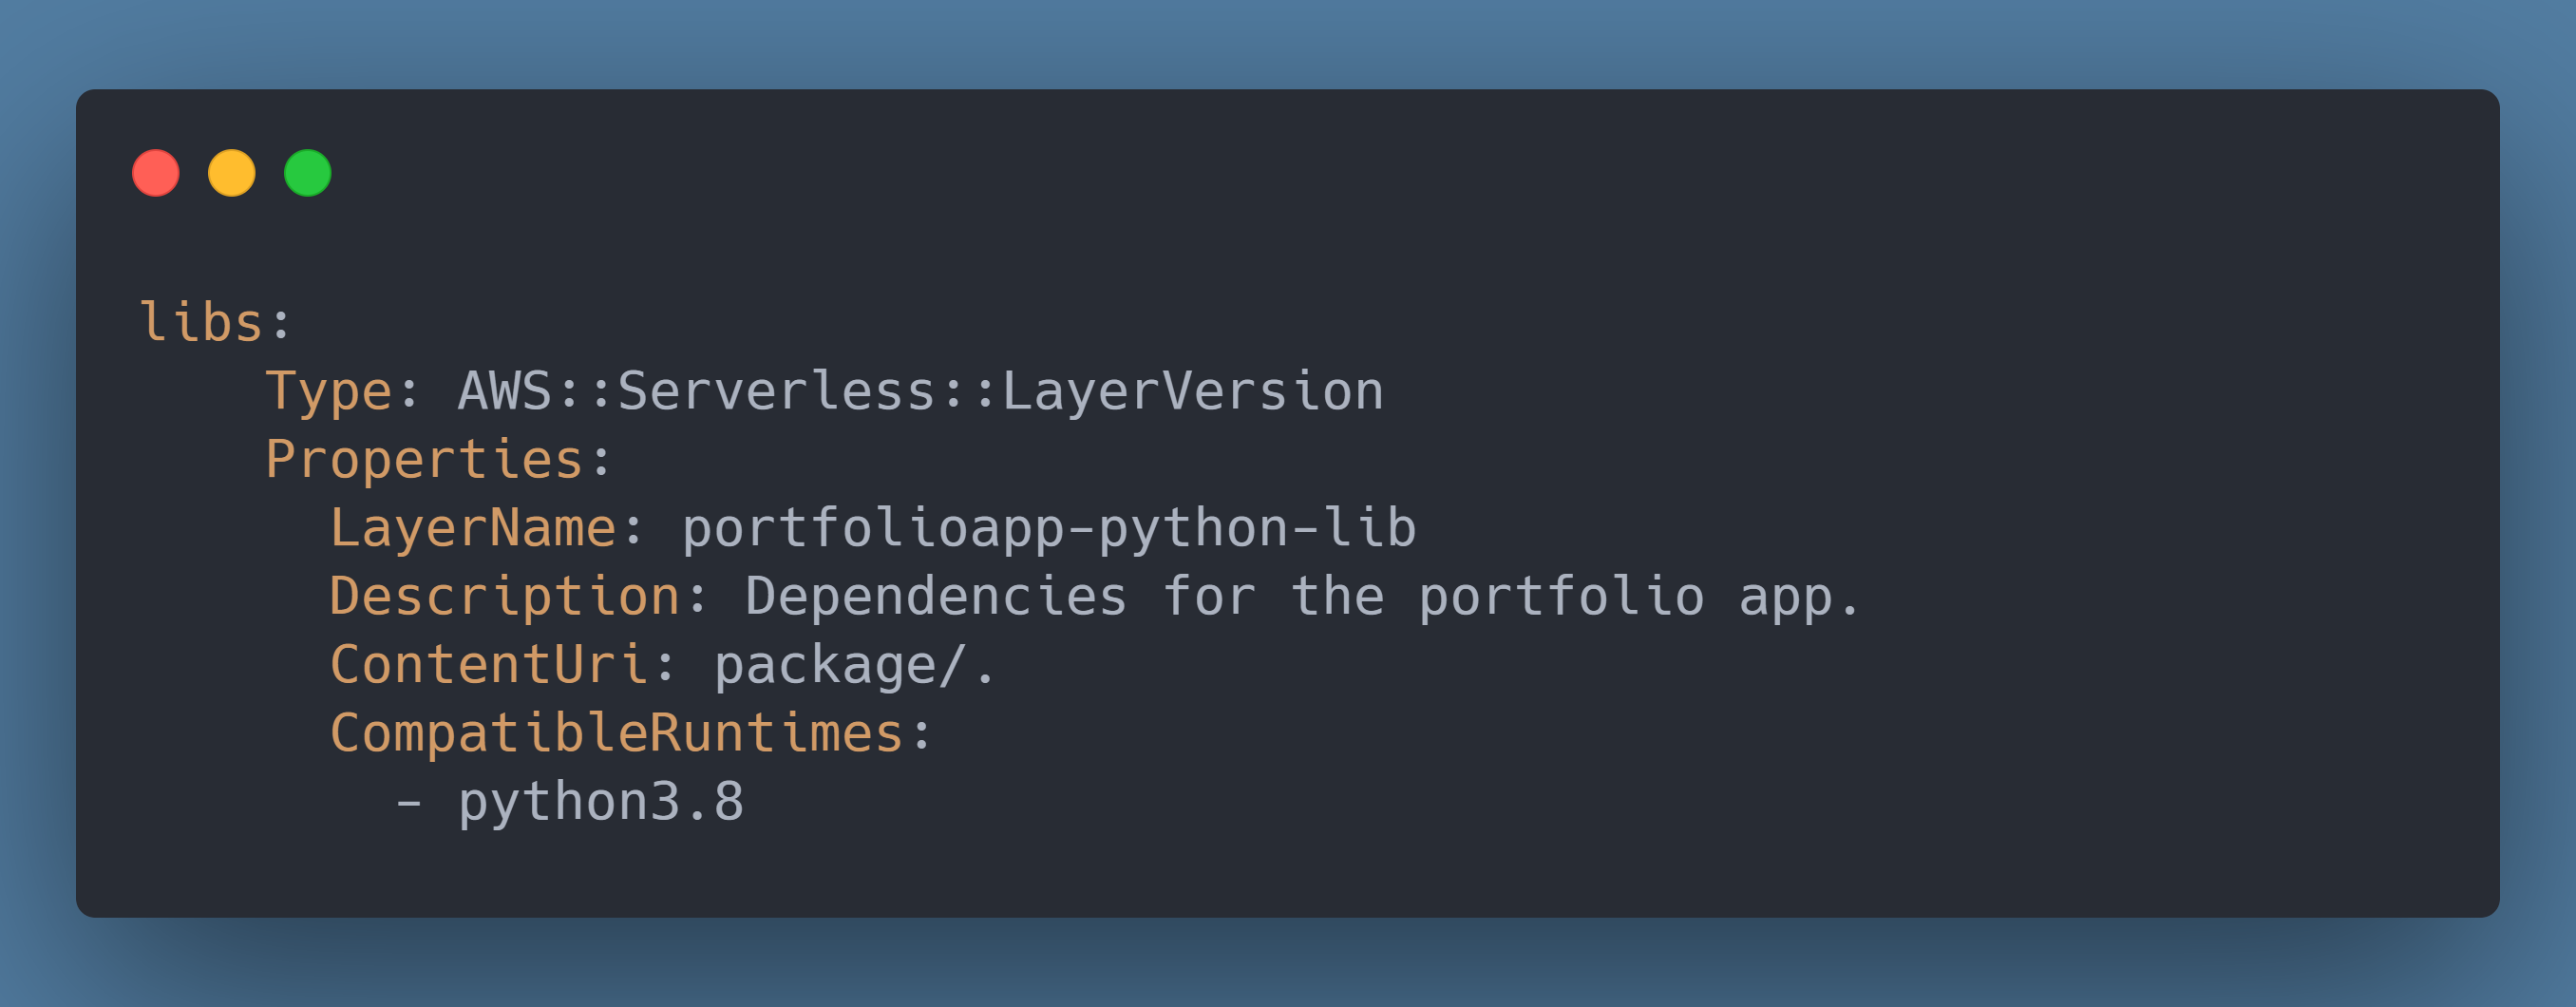 libs:
    Type: AWS::Serverless::LayerVersion
    Properties:
      LayerName: portfolioapp-python-lib
      Description: Dependencies for the portfolio app.
      ContentUri: package/.
      CompatibleRuntimes:
        - python3.8